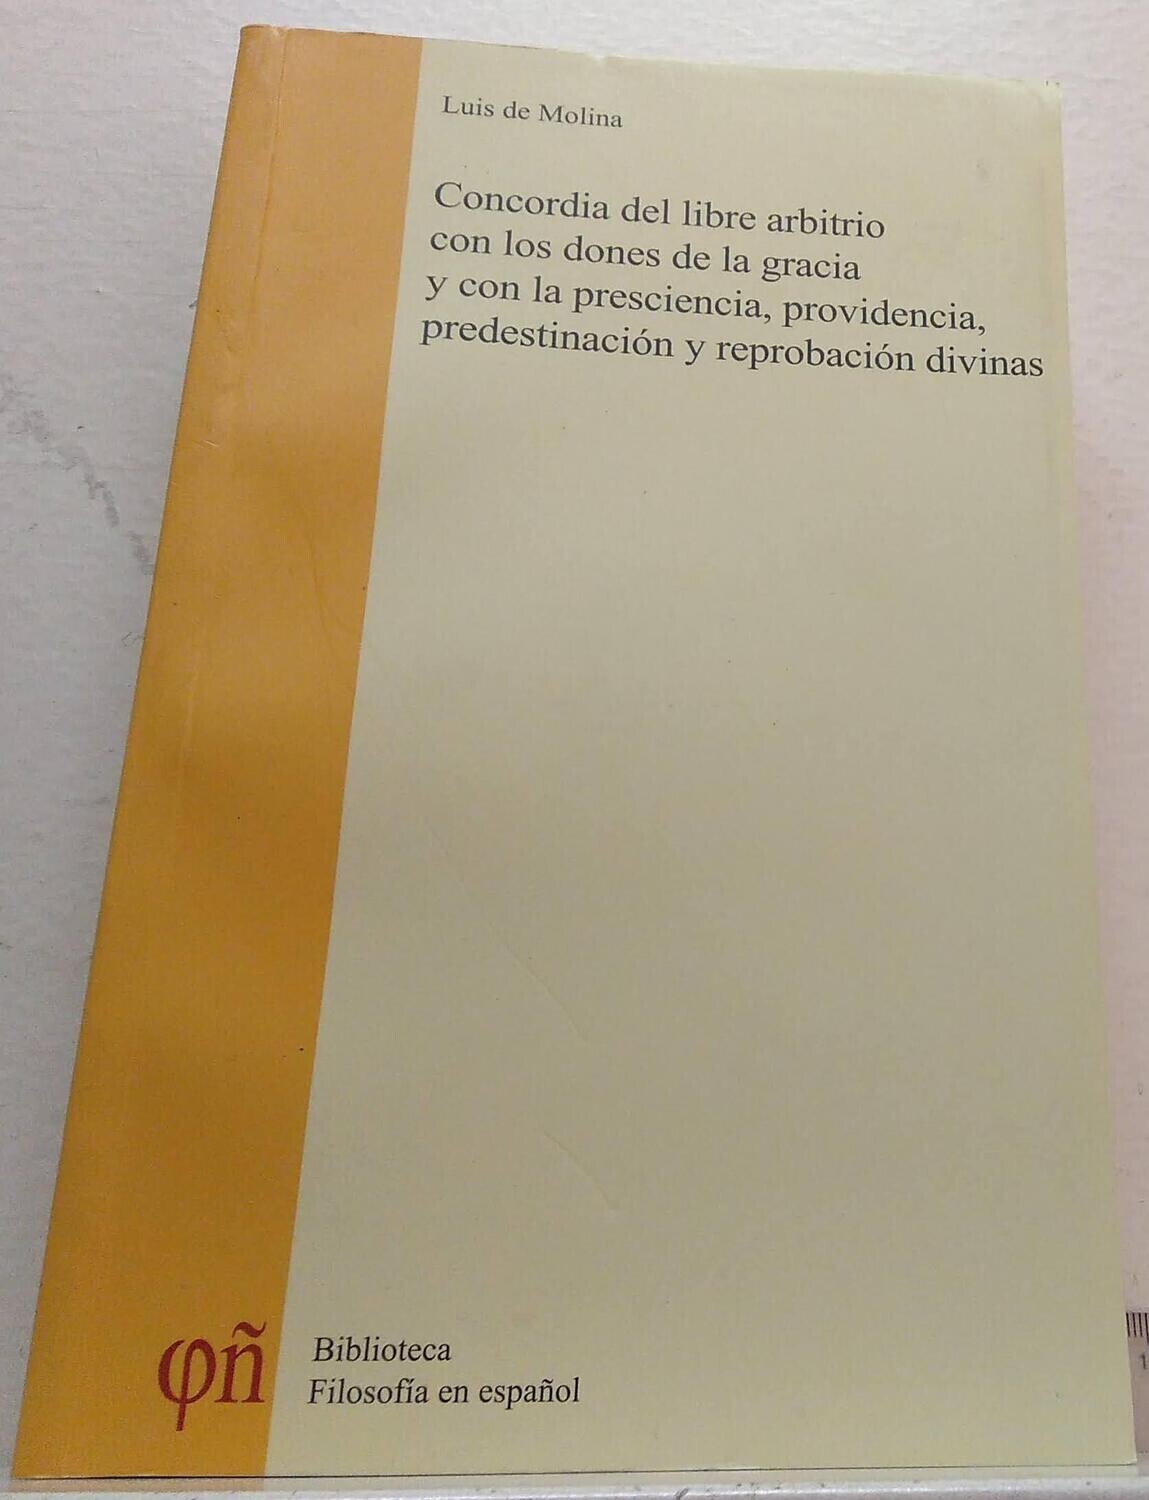 Luis de Molina
Concordia del libre arbitrio
con los dones de la gracia
y con la presciencia, providencia,
predestinación y reprobación divinas
φñ
Biblioteca
Filosofía en español
1